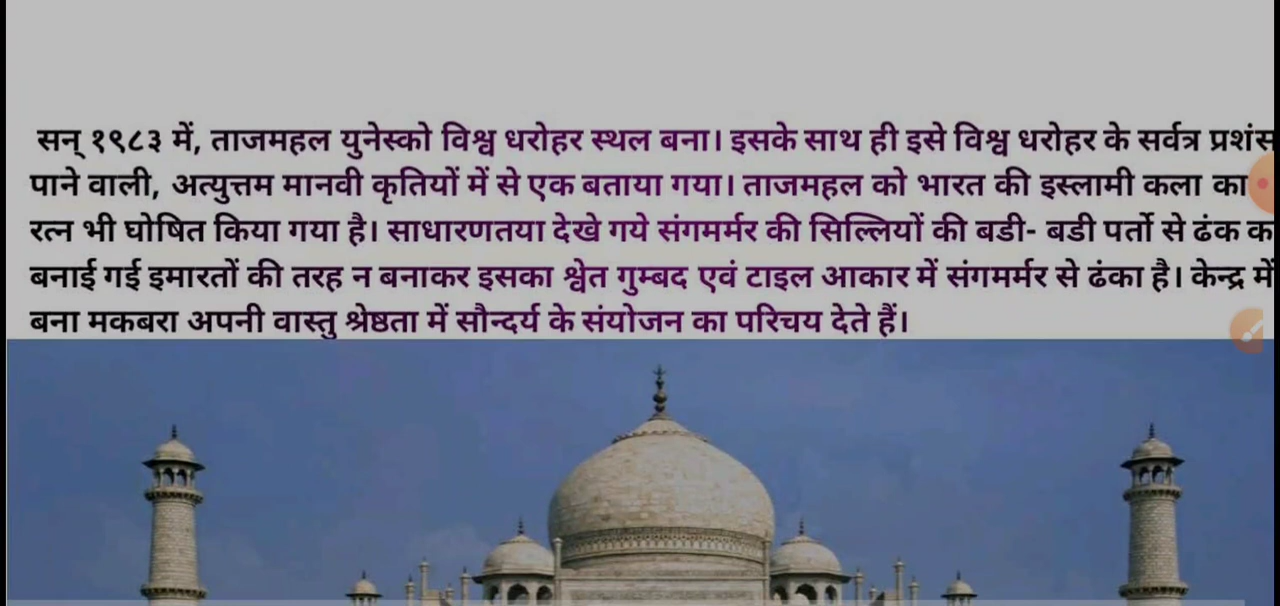 सन् १९८३ में, ताजमहल युनेस्को विश्व धरोहर स्थल बना। इसके साथ ही इसे विश्व धरोहर के सर्वत्र प्रशंस
पाने वाली, अत्युत्तम मानवी कृतियों में से एक बताया गया। ताजमहल को भारत की इस्लामी कला का
रत्न भी घोषित किया गया है। साधारणतया देखे गये संगमर्मर की सिल्लियों की बडी- बडी पर्तो से ढंक क
बनाई गई इमारतों की तरह न बनाकर इसका श्वेत गुम्बद एवं टाइल आकार में संगमर्मर से ढंका है। केन्द्र में
बना मकबरा अपनी वास्तु श्रेष्ठता में सौन्दर्य के संयोजन का परिचय देते हैं।